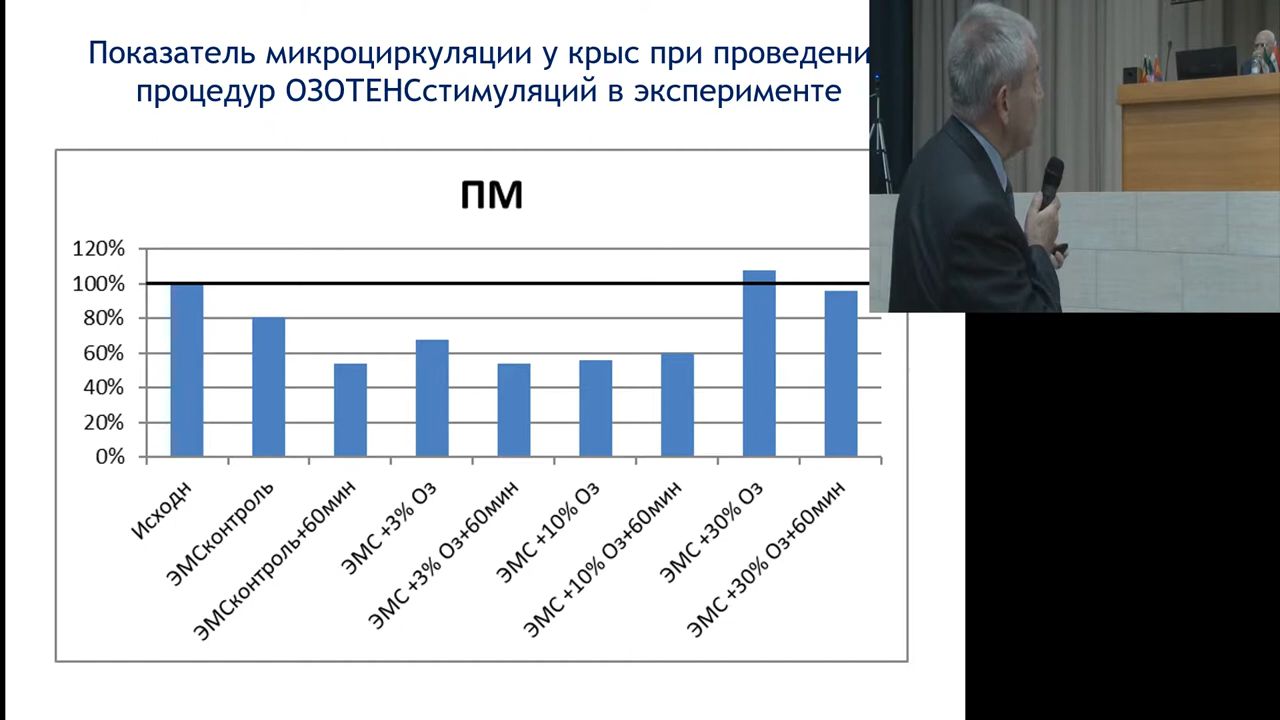 Показатель микроциркуляции у крыс при проведени
процедур ОЗОТЕНСстимуляций в эксперименте
ПМ
120%
100%
80%
60%
40%
20%
0%
Исходн
ЭМСконтроль
ЭМСконтроль+60мин
ЭМС +3% Оз
ЭМС +3% Оз+60мин
ЭМС +10% Оз
ЭМС +10% Оз+60мин
ЭМС +30% Оз
ЭМС +30% Оз+60мин